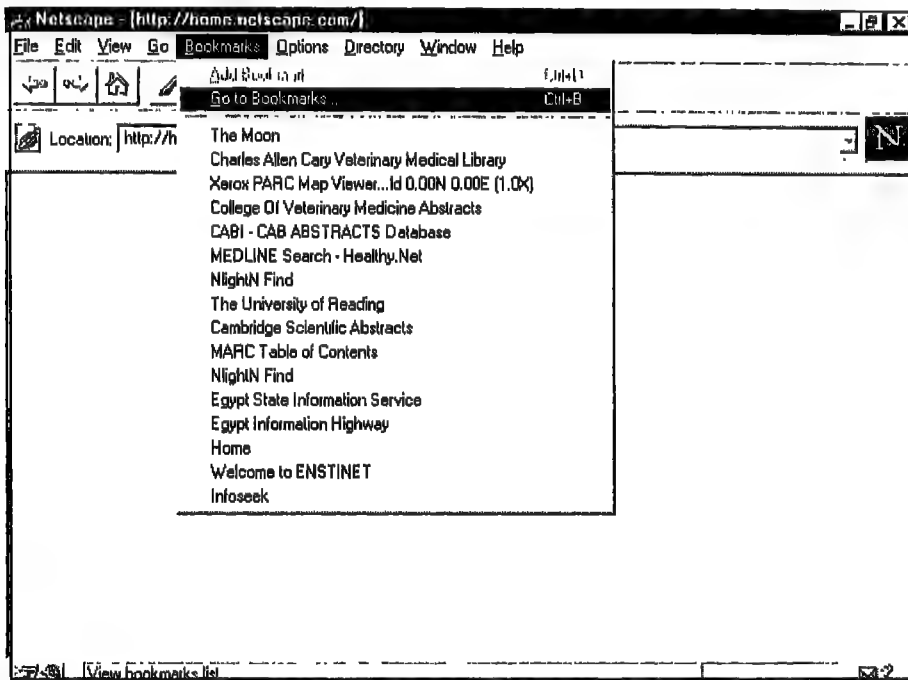 Netscape - [http://home.netscape.com/]
File Edit View Go Bookmarks Options Directory Window Help
Add Bookmark Ctrl+D
Go to Bookmarks... Ctrl+B
Location: http://h
N
The Moon
Charles Allen Cary Veterinary Medical Library
Xerox PARC Map Viewer...ld 0.00N 0.00E (1.0X)
College Of Veterinary Medicine Abstracts
CABI - CAB ABSTRACTS Database
MEDLINE Search - Healthy.Net
NlightN Find
The University of Reading
Cambridge Scientific Abstracts
MARC Table of Contents
NlightN Find
Egypt State Information Service
Egypt Information Highway
Home
Welcome to ENSTINET
Infoseek
View bookmarks list
?